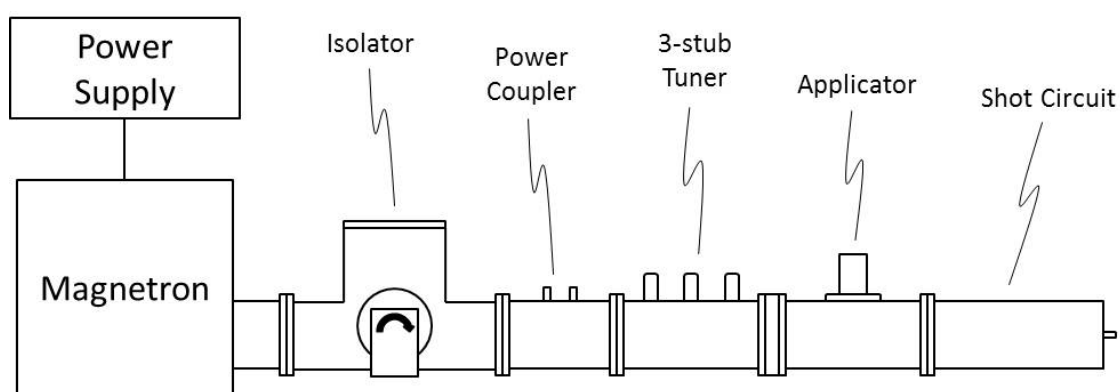 Power
Supply
Isolator
Power
Coupler
3-stub
Tuner
Applicator
Shot Circuit
Magnetron